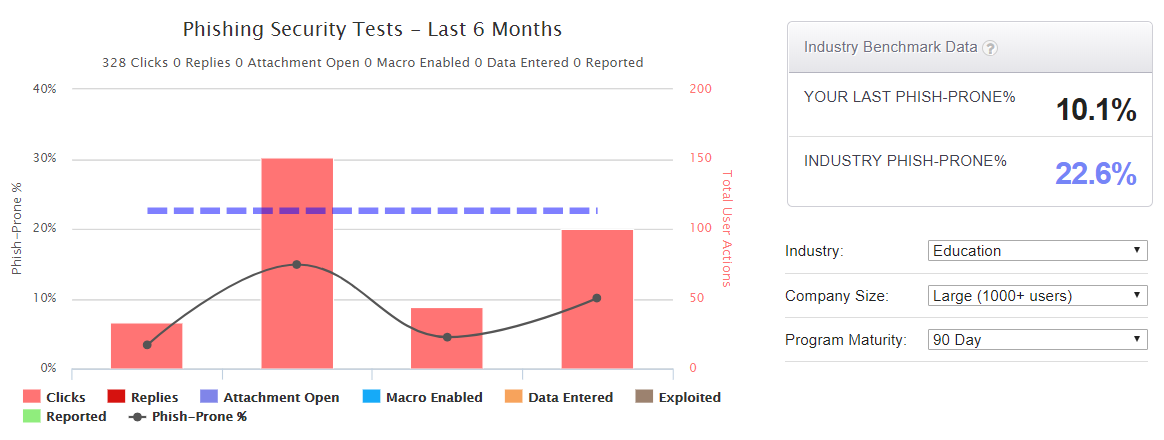 Phishing Security Tests – Last 6 Months
328 Clicks 0 Replies 0 Attachment Open 0 Macro Enabled 0 Data Entered 0 Reported
40%
30%
20%
10%
0%
Phish-Prone %
200
150
100
50
0
Total User Actions
Clicks Replies Attachment Open Macro Enabled Data Entered Exploited
Reported Phish-Prone %
Industry Benchmark Data ?
YOUR LAST PHISH-PRONE% 10.1%
INDUSTRY PHISH-PRONE% 22.6%
Industry: Education
Company Size: Large (1000+ users)
Program Maturity: 90 Day